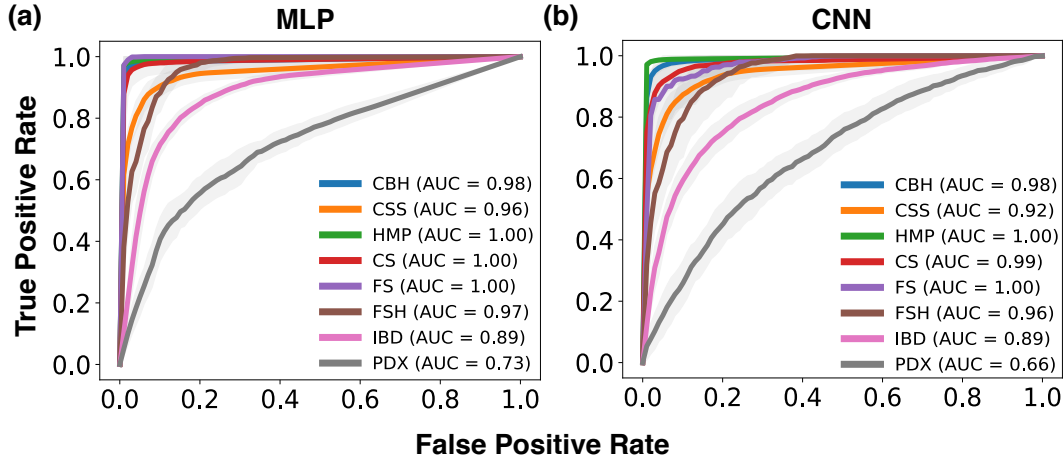 (a)
MLP
(b)
CNN
True Positive Rate
1.0
0.8
0.6
0.4
0.2
0.0
CBH (AUC = 0.98)
CSS (AUC = 0.96)
HMP (AUC = 1.00)
CS (AUC = 1.00)
FS (AUC = 1.00)
FSH (AUC = 0.97)
IBD (AUC = 0.89)
PDX (AUC = 0.73)
0.0 0.2 0.4 0.6 0.8 1.0
1.0
0.8
0.6
0.4
0.2
0.0
CBH (AUC = 0.98)
CSS (AUC = 0.92)
HMP (AUC = 1.00)
CS (AUC = 0.99)
FS (AUC = 1.00)
FSH (AUC = 0.96)
IBD (AUC = 0.89)
PDX (AUC = 0.66)
0.0 0.2 0.4 0.6 0.8 1.0
False Positive Rate